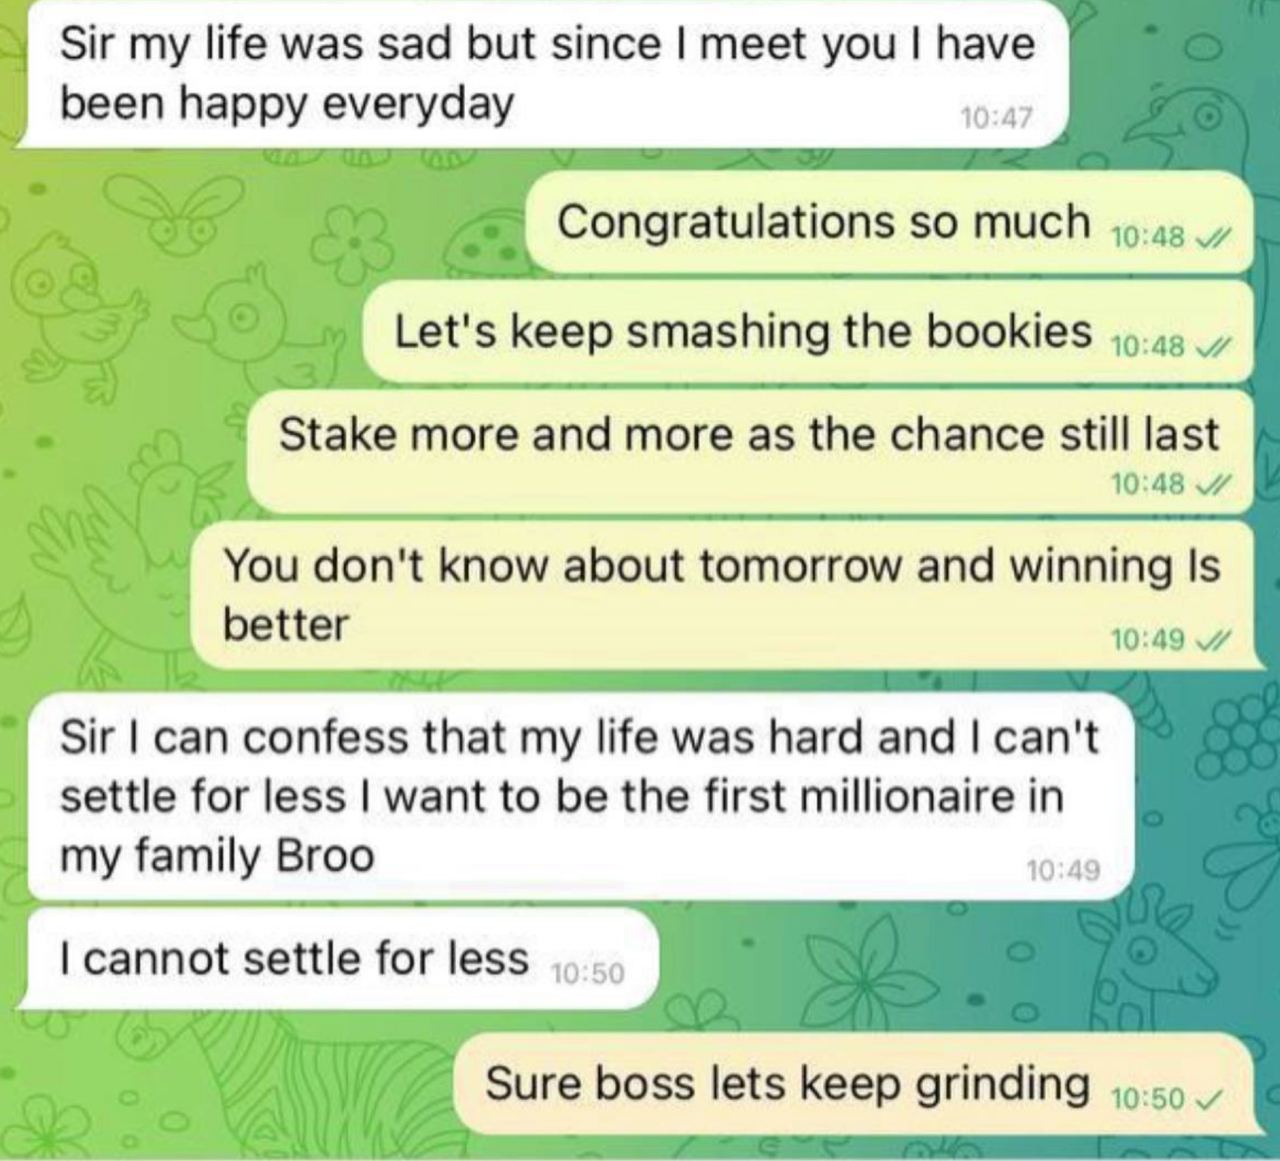 Sir my life was sad but since I meet you I have
been happy everyday
10:47
Congratulations so much 10:48
Let's keep smashing the bookies 10:48
Stake more and more as the chance still last
10:48
You don't know about tomorrow and winning Is
better
10:49
Sir I can confess that my life was hard and I can't
settle for less I want to be the first millionaire in
my family Broo
10:49
I cannot settle for less 10:50
Sure boss lets keep grinding 10:50